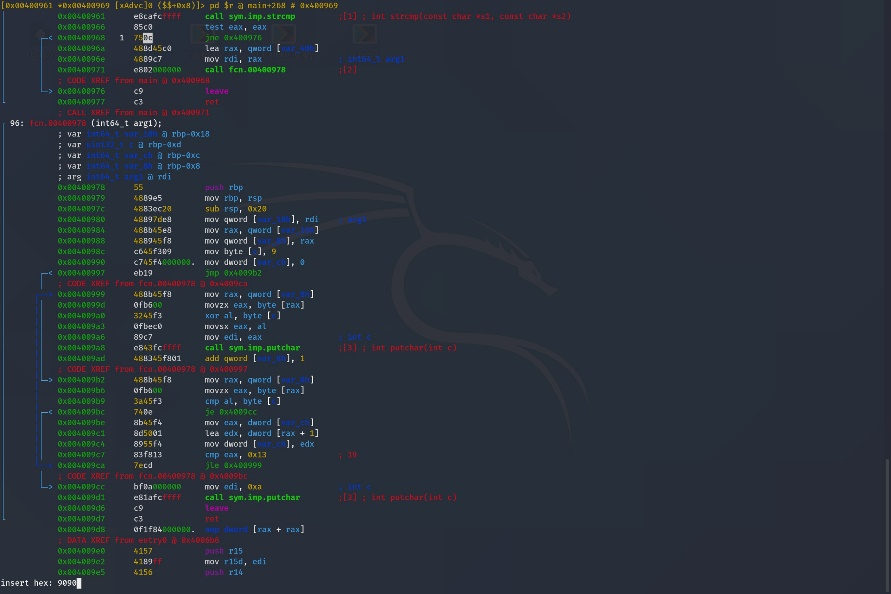 [0x00400961 *0x00400969 [xAdvc]0 ($$+0x8)]> pd $r @ main+268 # 0x400969
0x00400961 e8cafcffff call sym.imp.strcmp ;[1] ; int strcmp(const char *s1, const char *s2)
0x00400966 85c0 test eax, eax
0x00400968 1 750c jne 0x400976
0x0040096a 488d45c0 lea rax, qword [var_40h]
0x0040096e 4889c7 mov rdi, rax ; int64_t arg1
0x00400971 e802000000 call fcn.00400978 ;[2]
; CODE XREF from main @ 0x400968
0x00400976 c9 leave
0x00400977 c3 ret
; CALL XREF from main @ 0x400971
96: fcn.00400978 (int64_t arg1);
; var int64_t var_18h @ rbp-0x18
; var uint32_t @ rbp-0xd
; var int64_t var_ch @ rbp-0xc
; var int64_t var_8h @ rbp-0x8
; arg int64_t arg1 @ rdi
0x00400978 55 push rbp
0x00400979 4889e5 mov rbp, rsp
0x0040097c 4883ec20 sub rsp, 0x20
0x00400980 48897de8 mov qword [var_18h], rdi ; arg1
0x00400984 488b45e8 mov rax, qword [var_18h]
0x00400988 488945f8 mov qword [var_8h], rax
0x0040098c c645f309 mov byte [ ], 9
0x00400990 c745f4000000. mov dword [var_ch], 0
0x00400997 eb19 jmp 0x4009b2
; CODE XREF from fcn.00400978 @ 0x4009ca
0x00400999 488b45f8 mov rax, qword [var_8h]
0x0040099d 0fb600 movzx eax, byte [rax]
0x004009a0 3245f3 xor al, byte [ ]
0x004009a3 0fbec0 movsx eax, al
0x004009a6 89c7 mov edi, eax ; int c
0x004009a8 e843fcffff call sym.imp.putchar ;[3] ; int putchar(int c)
0x004009ad 488345f801 add qword [var_8h], 1
; CODE XREF from fcn.00400978 @ 0x400997
0x004009b2 488b45f8 mov rax, qword [var_8h]
0x004009b6 0fb600 movzx eax, byte [rax]
0x004009b9 3a45f3 cmp al, byte [ ]
0x004009bc 740e je 0x4009cc
0x004009be 8b45f4 mov eax, dword [var_ch]
0x004009c1 8d5001 lea edx, dword [rax + 1]
0x004009c4 8955f4 mov dword [var_ch], edx
0x004009c7 83f813 cmp eax, 0x13 ; 19
0x004009ca 7ecd jle 0x400999
; CODE XREF from fcn.00400978 @ 0x4009bc
0x004009cc bf0a000000 mov edi, 0xa ; int c
0x004009d1 e81afcffff call sym.imp.putchar ;[3] ; int putchar(int c)
0x004009d6 c9 leave
0x004009d7 c3 ret
0x004009d8 0f1f84000000. nop dword [rax + rax]
; DATA XREF from entry0 @ 0x4006b6
0x004009e0 4157 push r15
0x004009e2 4189ff mov r15d, edi
0x004009e5 4156 push r14
insert hex: 9090